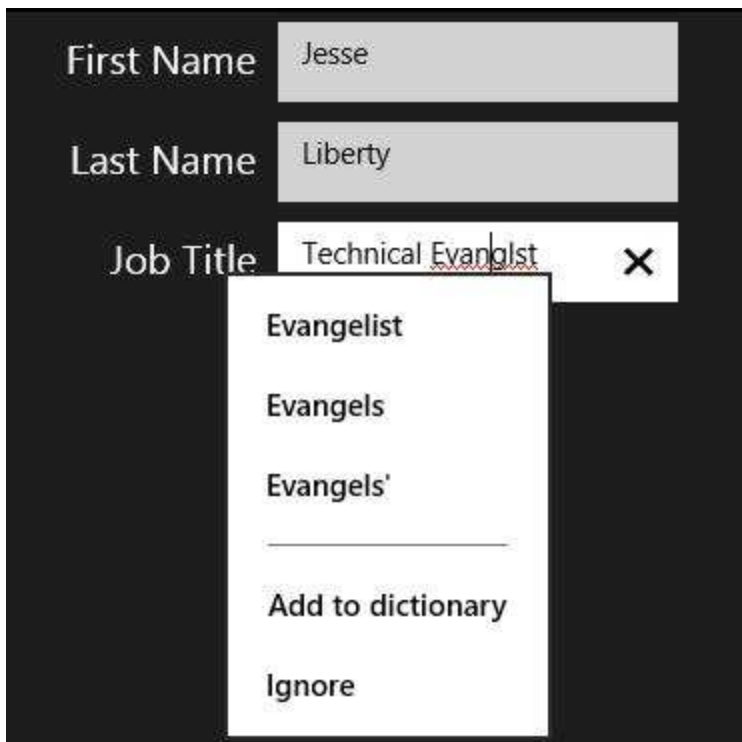 First Name Jesse
Last Name Liberty
Job Title Technical Evanglst
Evangelist
Evangels
Evangels'
Add to dictionary
Ignore